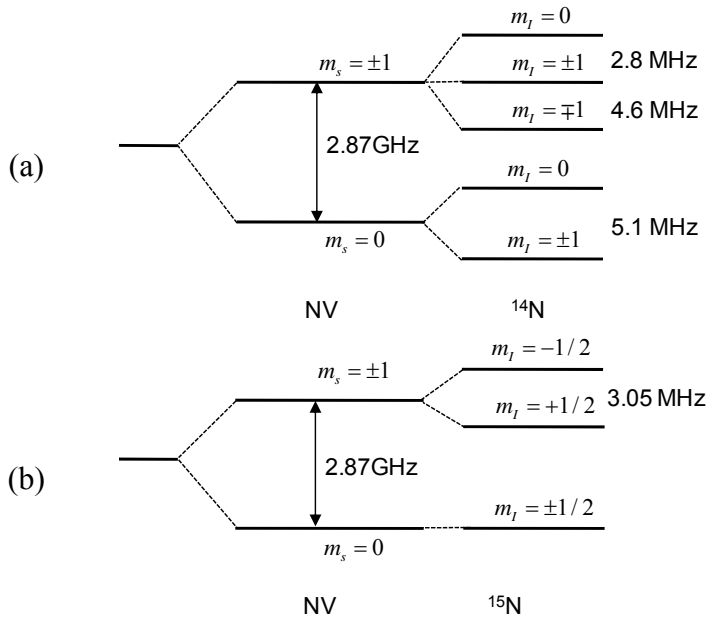 m_I = 0
m_s = ±1
m_I = ±1
2.8 MHz
m_I = ∓1
4.6 MHz
2.87GHz
(a)
m_I = 0
m_s = 0
m_I = ±1
5.1 MHz
NV
¹⁴N
m_I = −1/2
m_s = ±1
m_I = +1/2
3.05 MHz
2.87GHz
(b)
m_I = ±1/2
m_s = 0
NV
¹⁵N